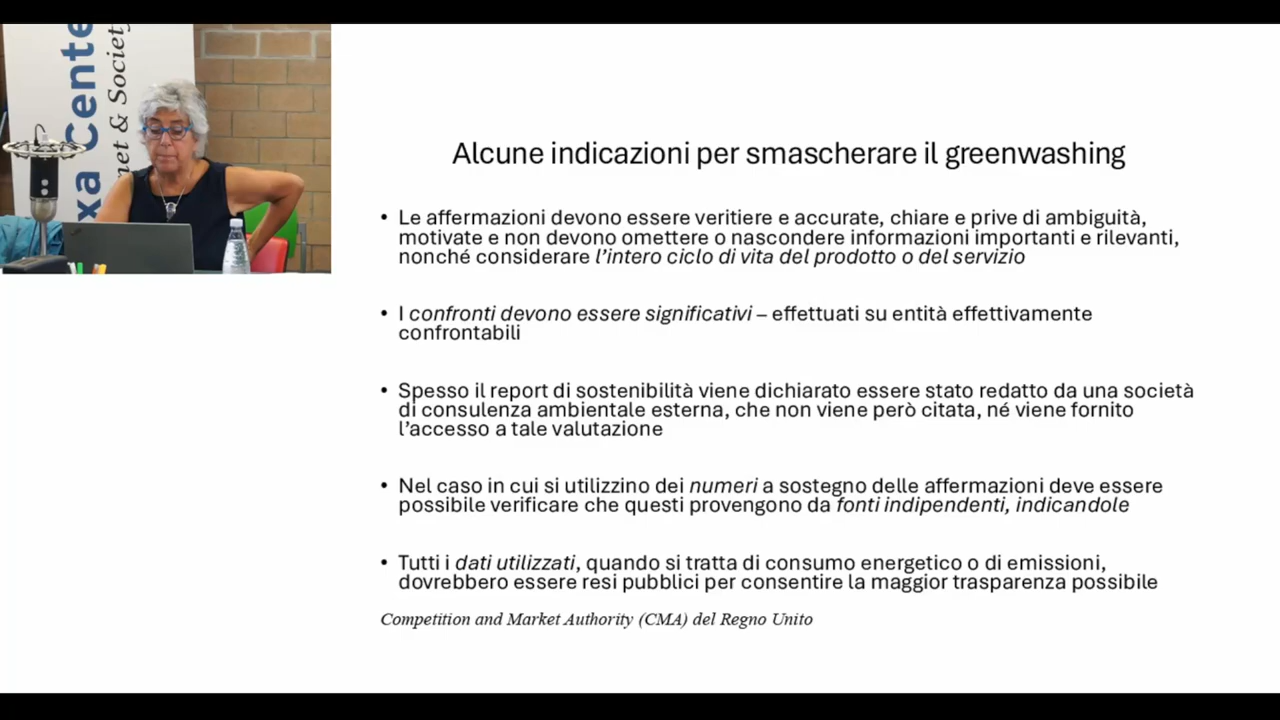 xa Cente
net & Society
Alcune indicazioni per smascherare il greenwashing
• Le affermazioni devono essere veritiere e accurate, chiare e prive di ambiguità,
motivate e non devono omettere o nascondere informazioni importanti e rilevanti,
nonché considerare l’intero ciclo di vita del prodotto o del servizio
• I confronti devono essere significativi – effettuati su entità effettivamente
confrontabili
• Spesso il report di sostenibilità viene dichiarato essere stato redatto da una società
di consulenza ambientale esterna, che non viene però citata, né viene fornito
l’accesso a tale valutazione
• Nel caso in cui si utilizzino dei numeri a sostegno delle affermazioni deve essere
possibile verificare che questi provengono da fonti indipendenti, indicandole
• Tutti i dati utilizzati, quando si tratta di consumo energetico o di emissioni,
dovrebbero essere resi pubblici per consentire la maggior trasparenza possibile
Competition and Market Authority (CMA) del Regno Unito